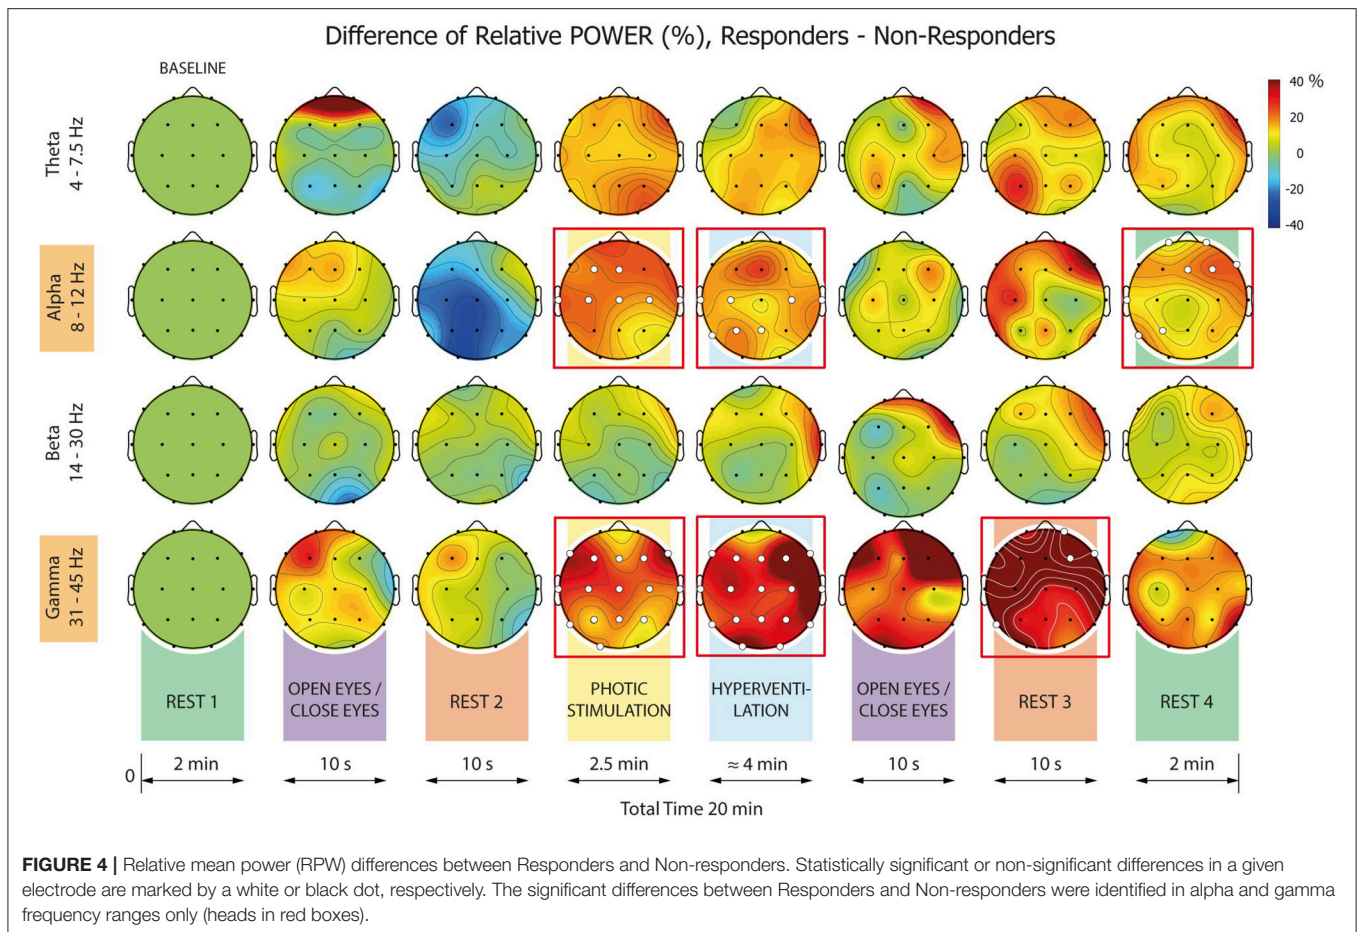 Difference of Relative POWER (%), Responders - Non-Responders
BASELINE
Theta
4 - 7.5 Hz
40 %
20
0
-20
-40
Alpha
8 - 12 Hz
Beta
14 - 30 Hz
Gamma
31 - 45 Hz
REST 1
OPEN EYES /
CLOSE EYES
REST 2
PHOTIC
STIMULATION
HYPERVENTI-
LATION
OPEN EYES /
CLOSE EYES
REST 3
REST 4
0
2 min
10 s
10 s
2.5 min
≈ 4 min
10 s
10 s
2 min
Total Time 20 min
FIGURE 4 | Relative mean power (RPW) differences between Responders and Non-responders. Statistically significant or non-significant differences in a given
electrode are marked by a white or black dot, respectively. The significant differences between Responders and Non-responders were identified in alpha and gamma
frequency ranges only (heads in red boxes).